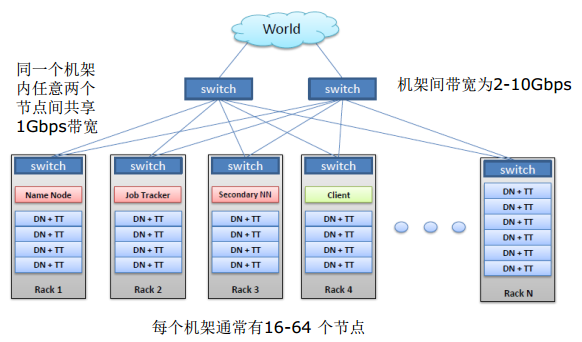 World
同一个机架
内任意两个
节点间共享
1Gbps带宽
switch
switch
机架间带宽为2-10Gbps
switch
Name Node
DN + TT
DN + TT
DN + TT
DN + TT
Rack 1
switch
Job Tracker
DN + TT
DN + TT
DN + TT
DN + TT
Rack 2
switch
Secondary NN
DN + TT
DN + TT
DN + TT
DN + TT
Rack 3
switch
Client
DN + TT
DN + TT
DN + TT
DN + TT
Rack 4
switch
DN + TT
DN + TT
DN + TT
DN + TT
DN + TT
DN + TT
Rack N
每个机架通常有16-64 个节点